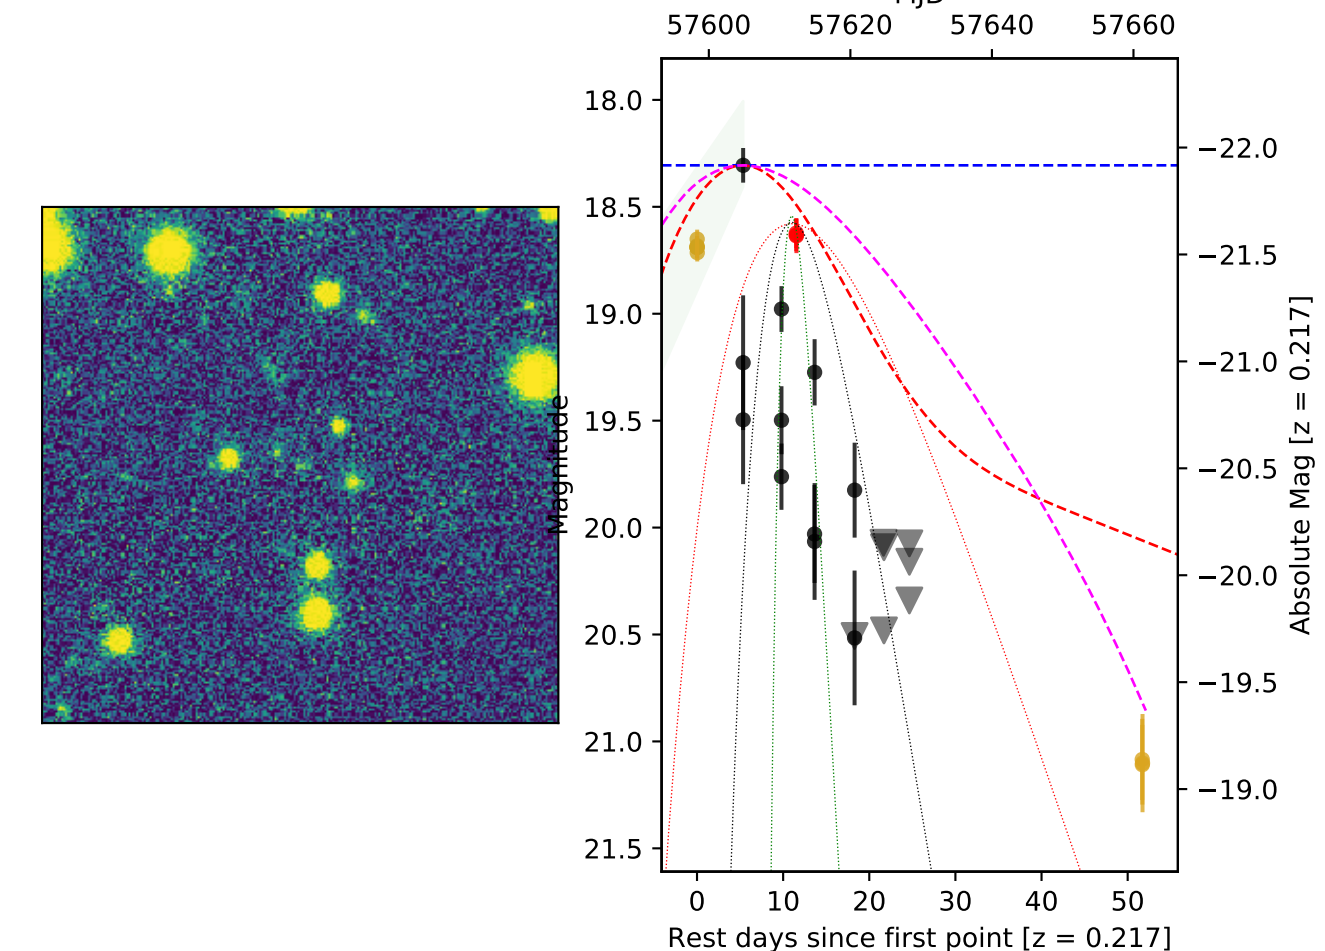 MJD
57600 57620 57640 57660
18.0
18.5
19.0
19.5
20.0
20.5
21.0
21.5
Magnitude
−22.0
−21.5
−21.0
−20.5
−20.0
−19.5
−19.0
Absolute Mag [z = 0.217]
0 10 20 30 40 50
Rest days since first point [z = 0.217]